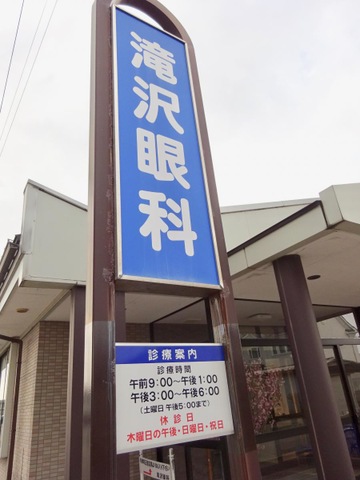 滝沢眼科
診療案内
診療時間
午前9:00〜午後1:00
午後3:00〜午後6:00
(土曜日 午後5:00まで)
休診日
木曜日の午後・日曜日・祝日